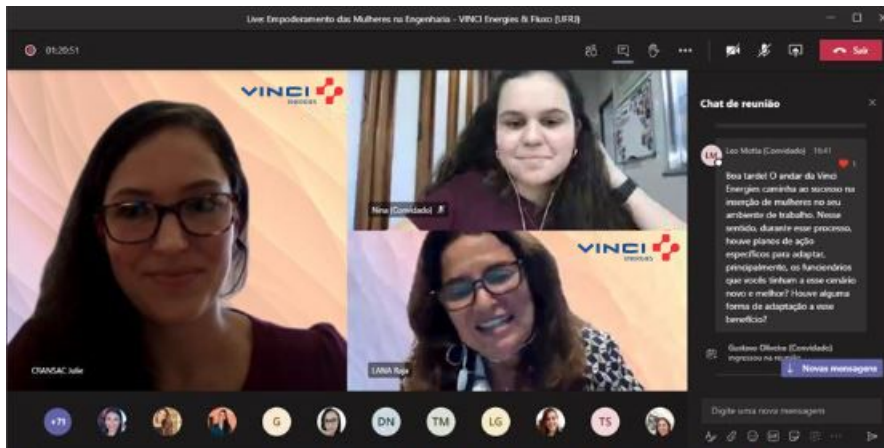 Live: Empoderamento das Mulheres na Engenharia - VINCI Energies & Fluxo (UFRJ)
01:20:51
Sair
VINCI
ENERGIES
Nina (Convidado)
VINCI
ENERGIES
CRANSAC Julie
LANA Raja
Chat de reunião
LM
Leo Motta (Convidado) 16:41
1
Boa tarde! O andar da Vinci
Energies caminha ao sucesso na
inserção de mulheres no seu
ambiente de trabalho. Nesse
sentido, durante esse processo,
houve planos de ação
específicos para adaptar,
principalmente, os funcionários
que vocês tinham a esse cenário
novo e melhor? Houve alguma
forma de adaptação a esse
benefício?
Gustavo Oliveira (Convidado)
ingressou na reunião.
Novas mensagens
Digite uma nova mensagem
+71
G
DN
TM
LG
TS